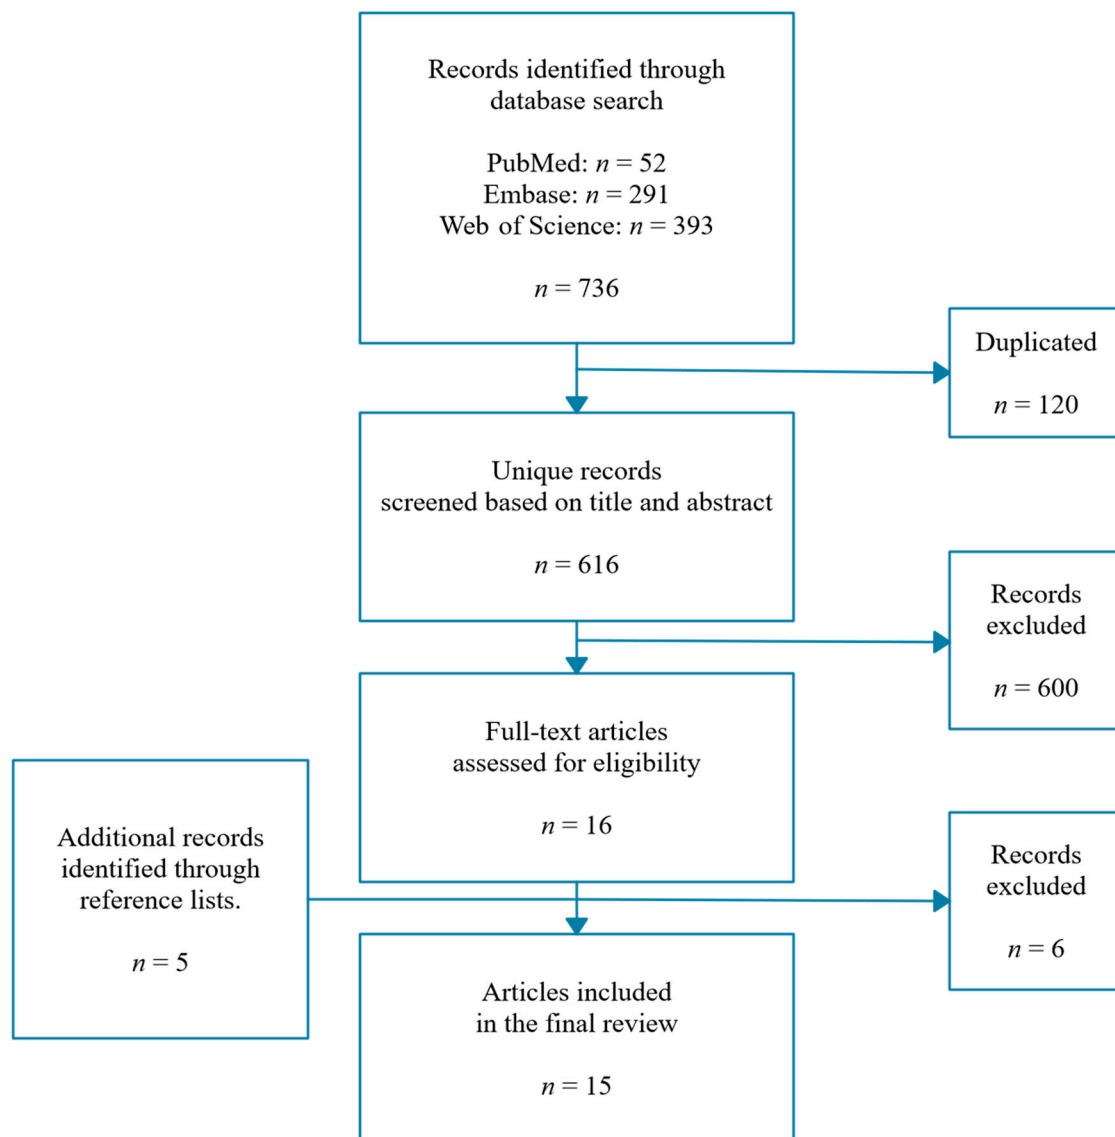 Records identified through
database search
PubMed: n = 52
Embase: n = 291
Web of Science: n = 393
n = 736
Duplicated
n = 120
Unique records
screened based on title and abstract
n = 616
Records
excluded
n = 600
Full-text articles
assessed for eligibility
n = 16
Additional records
identified through
reference lists.
n = 5
Records
excluded
n = 6
Articles included
in the final review
n = 15